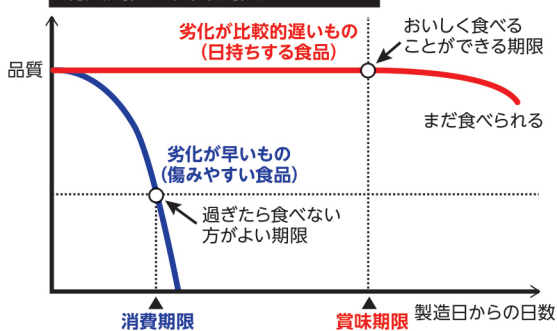 劣化が比較的遅いもの
(日持ちする食品)
おいしく食べる
ことができる期限
品質
まだ食べられる
劣化が早いもの
(傷みやすい食品)
過ぎたら食べない
方がよい期限
消費期限
賞味期限
製造日からの日数